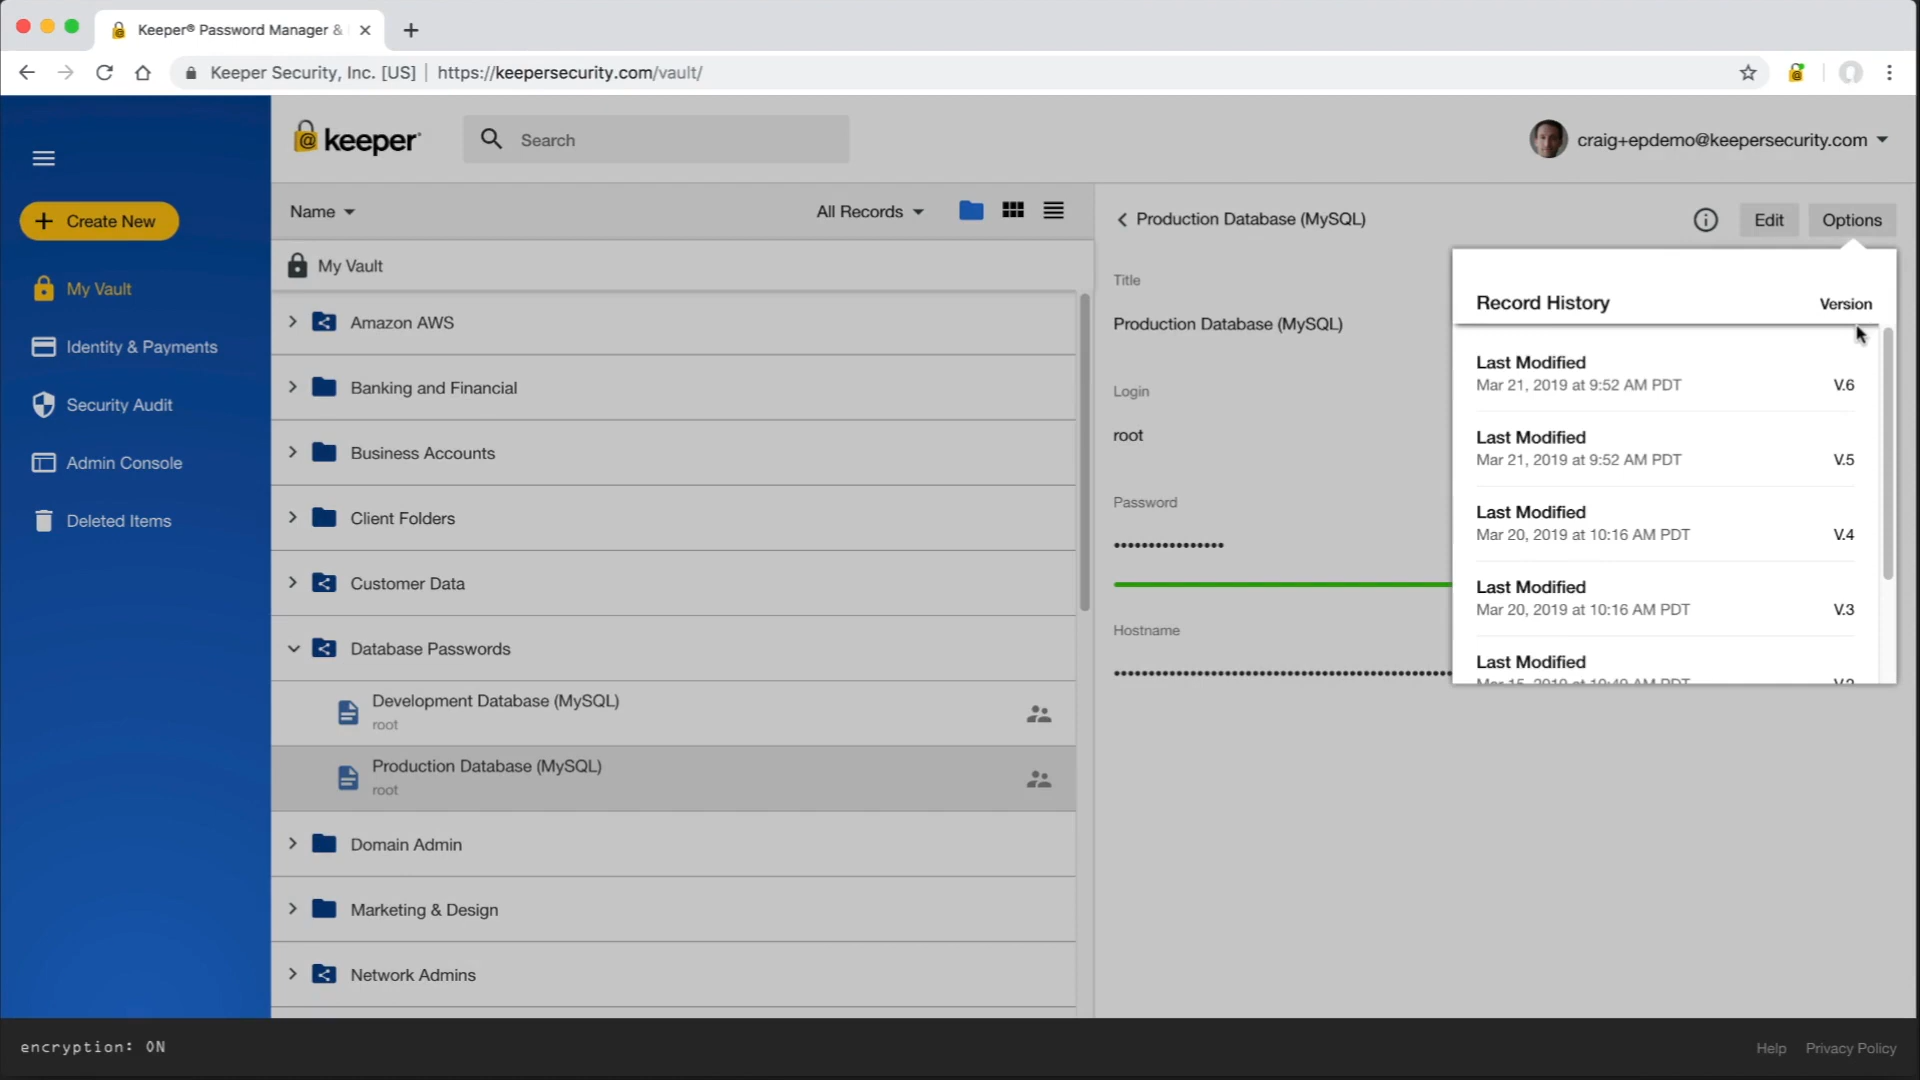 Keeper® Password Manager &
Keeper Security, Inc. [US]
https://keepersecurity.com/vault/
keeper
Search
craig+epdemo@keepersecurity.com
Create New
My Vault
Identity & Payments
Security Audit
Admin Console
Deleted Items
Name
All Records
My Vault
Amazon AWS
Banking and Financial
Business Accounts
Client Folders
Customer Data
Database Passwords
Development Database (MySQL)
root
Production Database (MySQL)
root
Domain Admin
Marketing & Design
Network Admins
Production Database (MySQL)
Edit
Options
Title
Production Database (MySQL)
Login
root
Password
••••••••••••••••
Hostname
Record History
Version
Last Modified
Mar 21, 2019 at 9:52 AM PDT
V.6
Last Modified
Mar 21, 2019 at 9:52 AM PDT
V.5
Last Modified
Mar 20, 2019 at 10:16 AM PDT
V.4
Last Modified
Mar 20, 2019 at 10:16 AM PDT
V.3
Last Modified
encryption: ON
Help
Privacy Policy